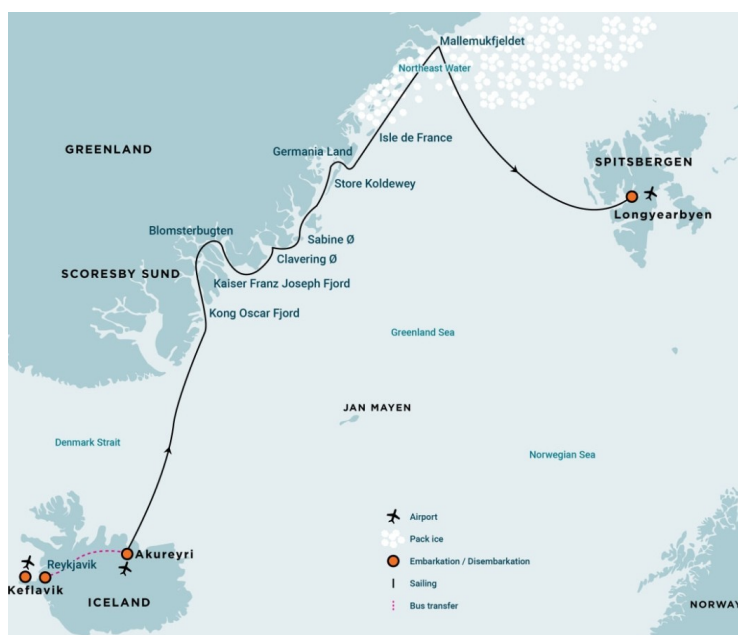 Mallemukfjeldet
Northeast Water
Isle de France
GREENLAND
Germania Land
SPITSBERGEN
Store Koldewey
Longyearbyen
Blomsterbugten
Sabine Ø
Clavering Ø
SCORESBY SUND
Kaiser Franz Joseph Fjord
Kong Oscar Fjord
Greenland Sea
JAN MAYEN
Denmark Strait
Norwegian Sea
Airport
Pack ice
Akureyri
Embarkation / Disembarkation
Reykjavik
Keflavik
Sailing
ICELAND
Bus transfer
NORWAY